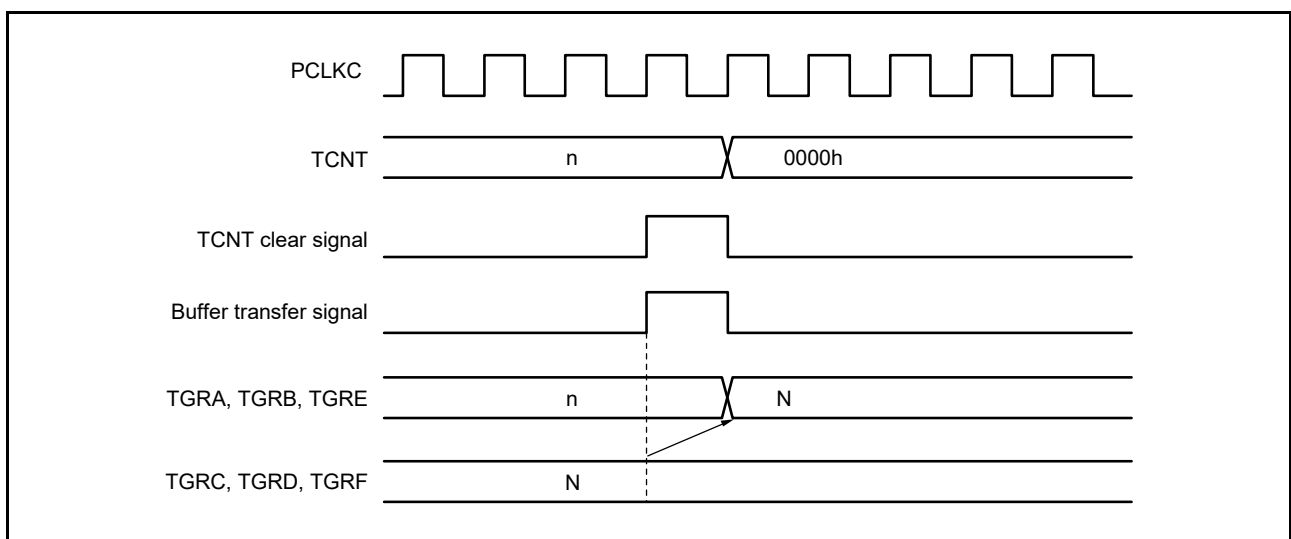 PCLKC
TCNT n 0000h
TCNT clear signal
Buffer transfer signal
TGRA, TGRB, TGRE n N
TGRC, TGRD, TGRF N